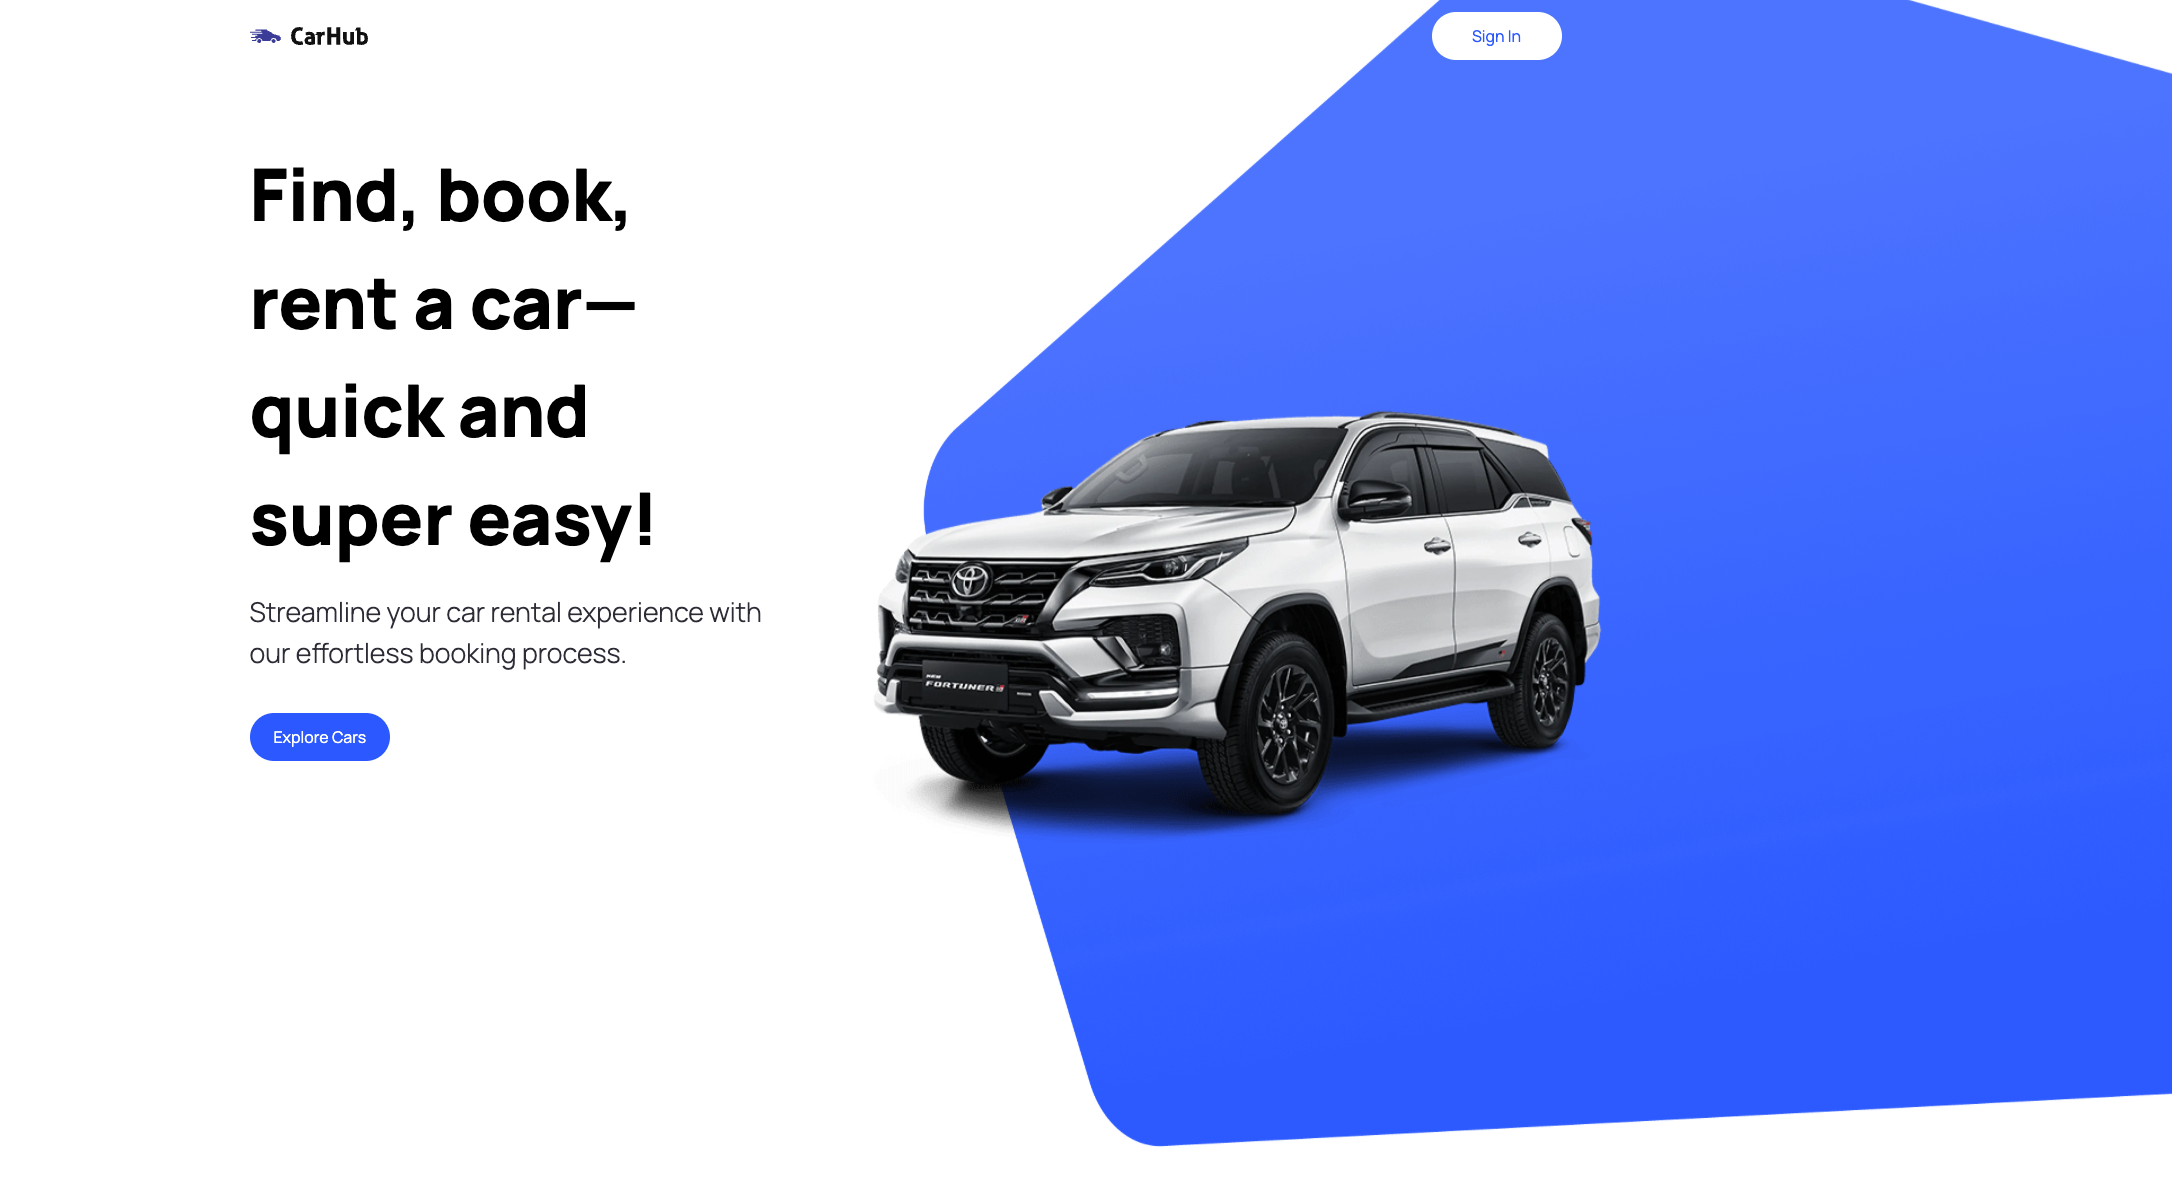 CarHub
Sign In
Find, book,
rent a car—
quick and
super easy!
Streamline your car rental experience with
our effortless booking process.
Explore Cars
NEW
FORTUNER